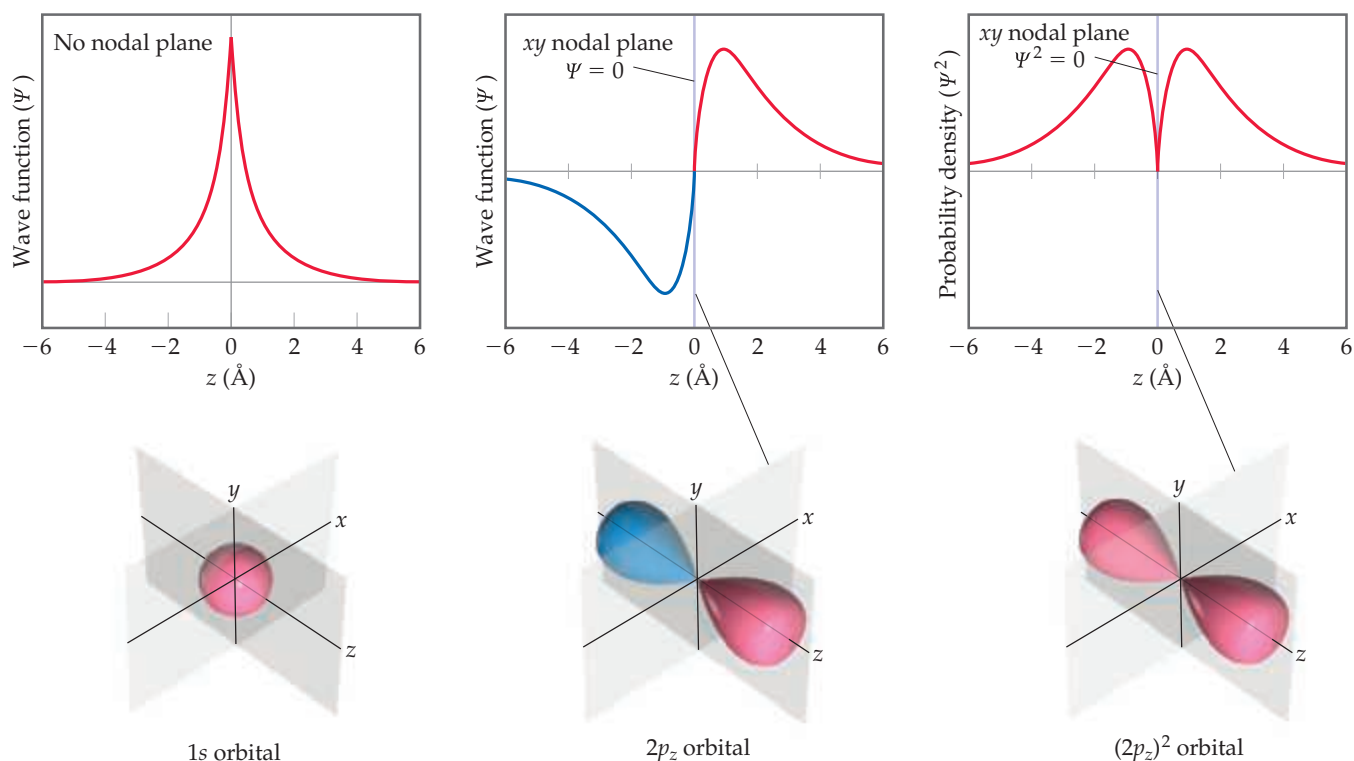 No nodal plane
Wave function (Ψ)
−6 −4 −2 0 2 4 6
z (Å)
xy nodal plane
Ψ = 0
Wave function (Ψ)
−4 −2 0 2 4 6
z (Å)
xy nodal plane
Ψ² = 0
Probability density (Ψ²)
−6 −4 −2 0 2 4 6
z (Å)
y
x
z
1s orbital
y
x
z
2p_z orbital
y
x
z
(2p_z)² orbital